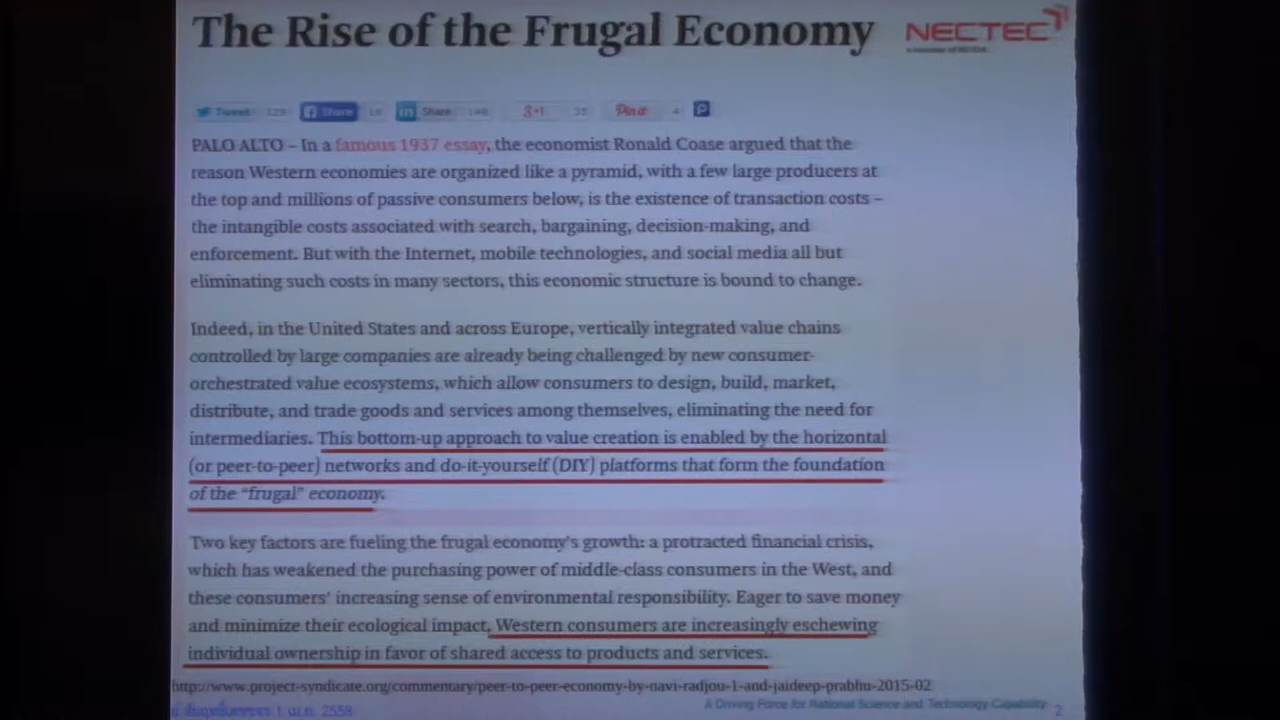 The Rise of the Frugal Economy
NECTEC
Tweet 129 Share 18 Share 148 g+1 35 Pin it 4
PALO ALTO – In a famous 1937 essay, the economist Ronald Coase argued that the
reason Western economies are organized like a pyramid, with a few large producers at
the top and millions of passive consumers below, is the existence of transaction costs –
the intangible costs associated with search, bargaining, decision-making, and
enforcement. But with the Internet, mobile technologies, and social media all but
eliminating such costs in many sectors, this economic structure is bound to change.
Indeed, in the United States and across Europe, vertically integrated value chains
controlled by large companies are already being challenged by new consumer-
orchestrated value ecosystems, which allow consumers to design, build, market,
distribute, and trade goods and services among themselves, eliminating the need for
intermediaries. This bottom-up approach to value creation is enabled by the horizontal
(or peer-to-peer) networks and do-it-yourself (DIY) platforms that form the foundation
of the “frugal” economy.
Two key factors are fueling the frugal economy’s growth: a protracted financial crisis,
which has weakened the purchasing power of middle-class consumers in the West, and
these consumers’ increasing sense of environmental responsibility. Eager to save money
and minimize their ecological impact, Western consumers are increasingly eschewing
individual ownership in favor of shared access to products and services.
http://www.project-syndicate.org/commentary/peer-to-peer-economy-by-navi-radjou-1-and-jaideep-prabhu-2015-02
A Driving Force for National Science and Technology Capability 2
1 เม.ย. 2558